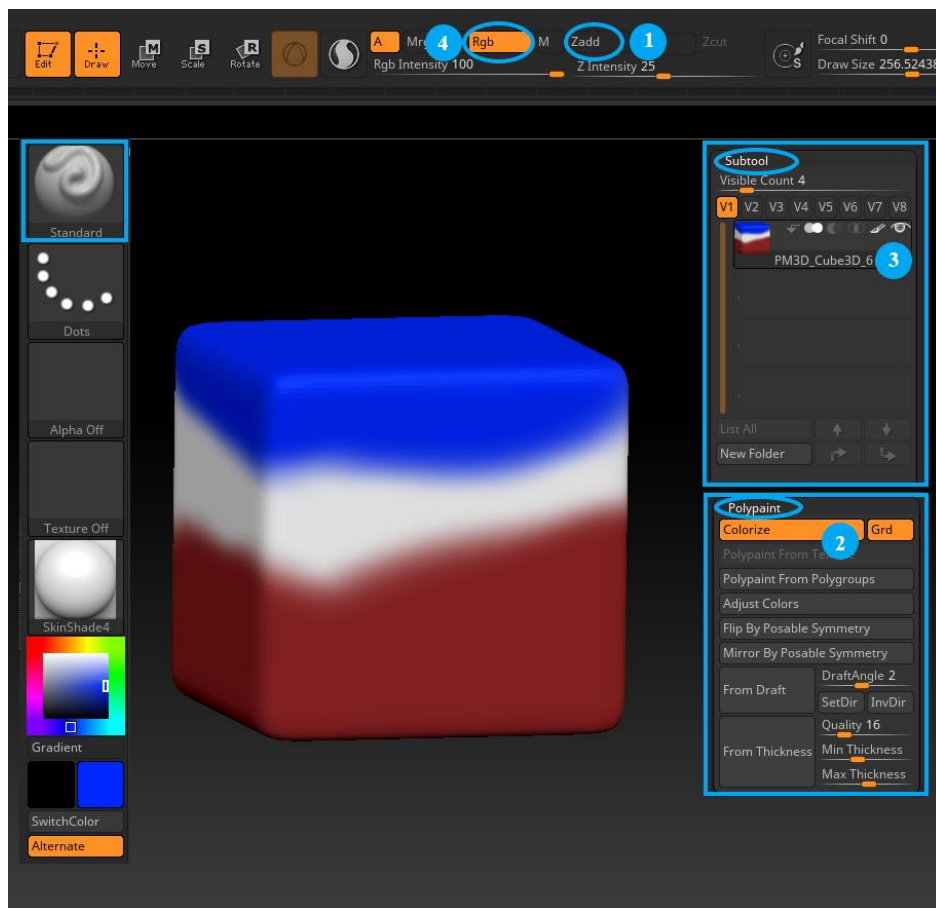 A Mr 4 Rgb M Zadd 1 Zcut
Edit Draw Move Scale Rotate
M S R
Rgb Intensity 100 Z Intensity 25
S
Focal Shift 0
Draw Size 256.52438
Standard
Dots
Alpha Off
Texture Off
SkinShade4
Gradient
SwitchColor
Alternate
Subtool
Visible Count 4
V1 V2 V3 V4 V5 V6 V7 V8
PM3D_Cube3D_6 3
List All
New Folder
Polypaint
Colorize 2 Grd
Polypaint From
Polypaint From Polygroups
Adjust Colors
Flip By Posable Symmetry
Mirror By Posable Symmetry
From Draft
DraftAngle 2
SetDir InvDir
From Thickness
Quality 16
Min Thickness
Max Thickness